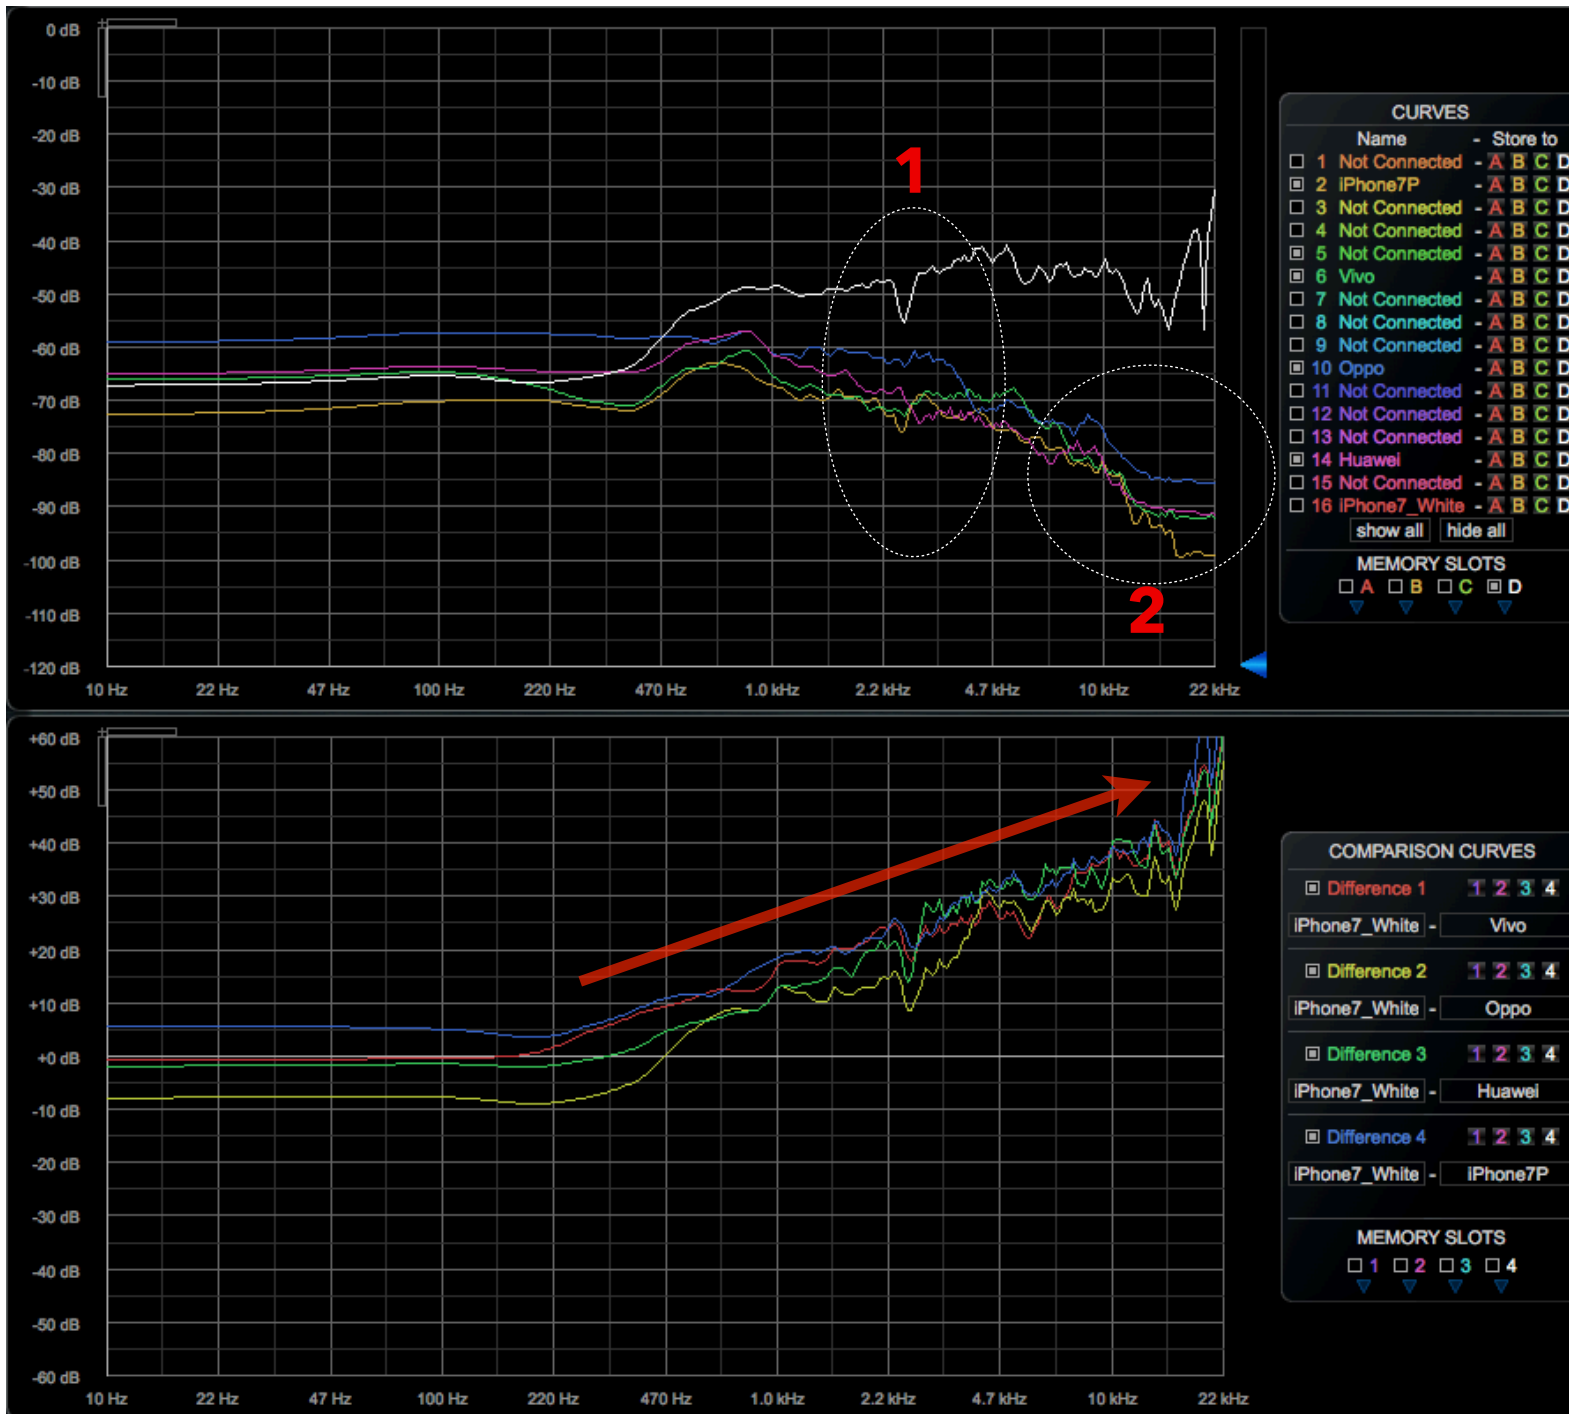 0 dB
-10 dB
-20 dB
-30 dB
-40 dB
-50 dB
-60 dB
-70 dB
-80 dB
-90 dB
-100 dB
-110 dB
-120 dB
10 Hz 22 Hz 47 Hz 100 Hz 220 Hz 470 Hz 1.0 kHz 2.2 kHz 4.7 kHz 10 kHz 22 kHz
1
2
CURVES
Name - Store to
1 Not Connected - A B C D
2 iPhone7P - A B C D
3 Not Connected - A B C D
4 Not Connected - A B C D
5 Not Connected - A B C D
6 Vivo - A B C D
7 Not Connected - A B C D
8 Not Connected - A B C D
9 Not Connected - A B C D
10 Oppo - A B C D
11 Not Connected - A B C D
12 Not Connected - A B C D
13 Not Connected - A B C D
14 Huawei - A B C D
15 Not Connected - A B C D
16 iPhone7_White - A B C D
show all hide all
MEMORY SLOTS
A B C D
+60 dB
+50 dB
+40 dB
+30 dB
+20 dB
+10 dB
+0 dB
-10 dB
-20 dB
-30 dB
-40 dB
-50 dB
-60 dB
10 Hz 22 Hz 47 Hz 100 Hz 220 Hz 470 Hz 1.0 kHz 2.2 kHz 4.7 kHz 10 kHz 22 kHz
COMPARISON CURVES
Difference 1 1 2 3 4
iPhone7_White - Vivo
Difference 2 1 2 3 4
iPhone7_White - Oppo
Difference 3 1 2 3 4
iPhone7_White - Huawei
Difference 4 1 2 3 4
iPhone7_White - iPhone7P
MEMORY SLOTS
1 2 3 4